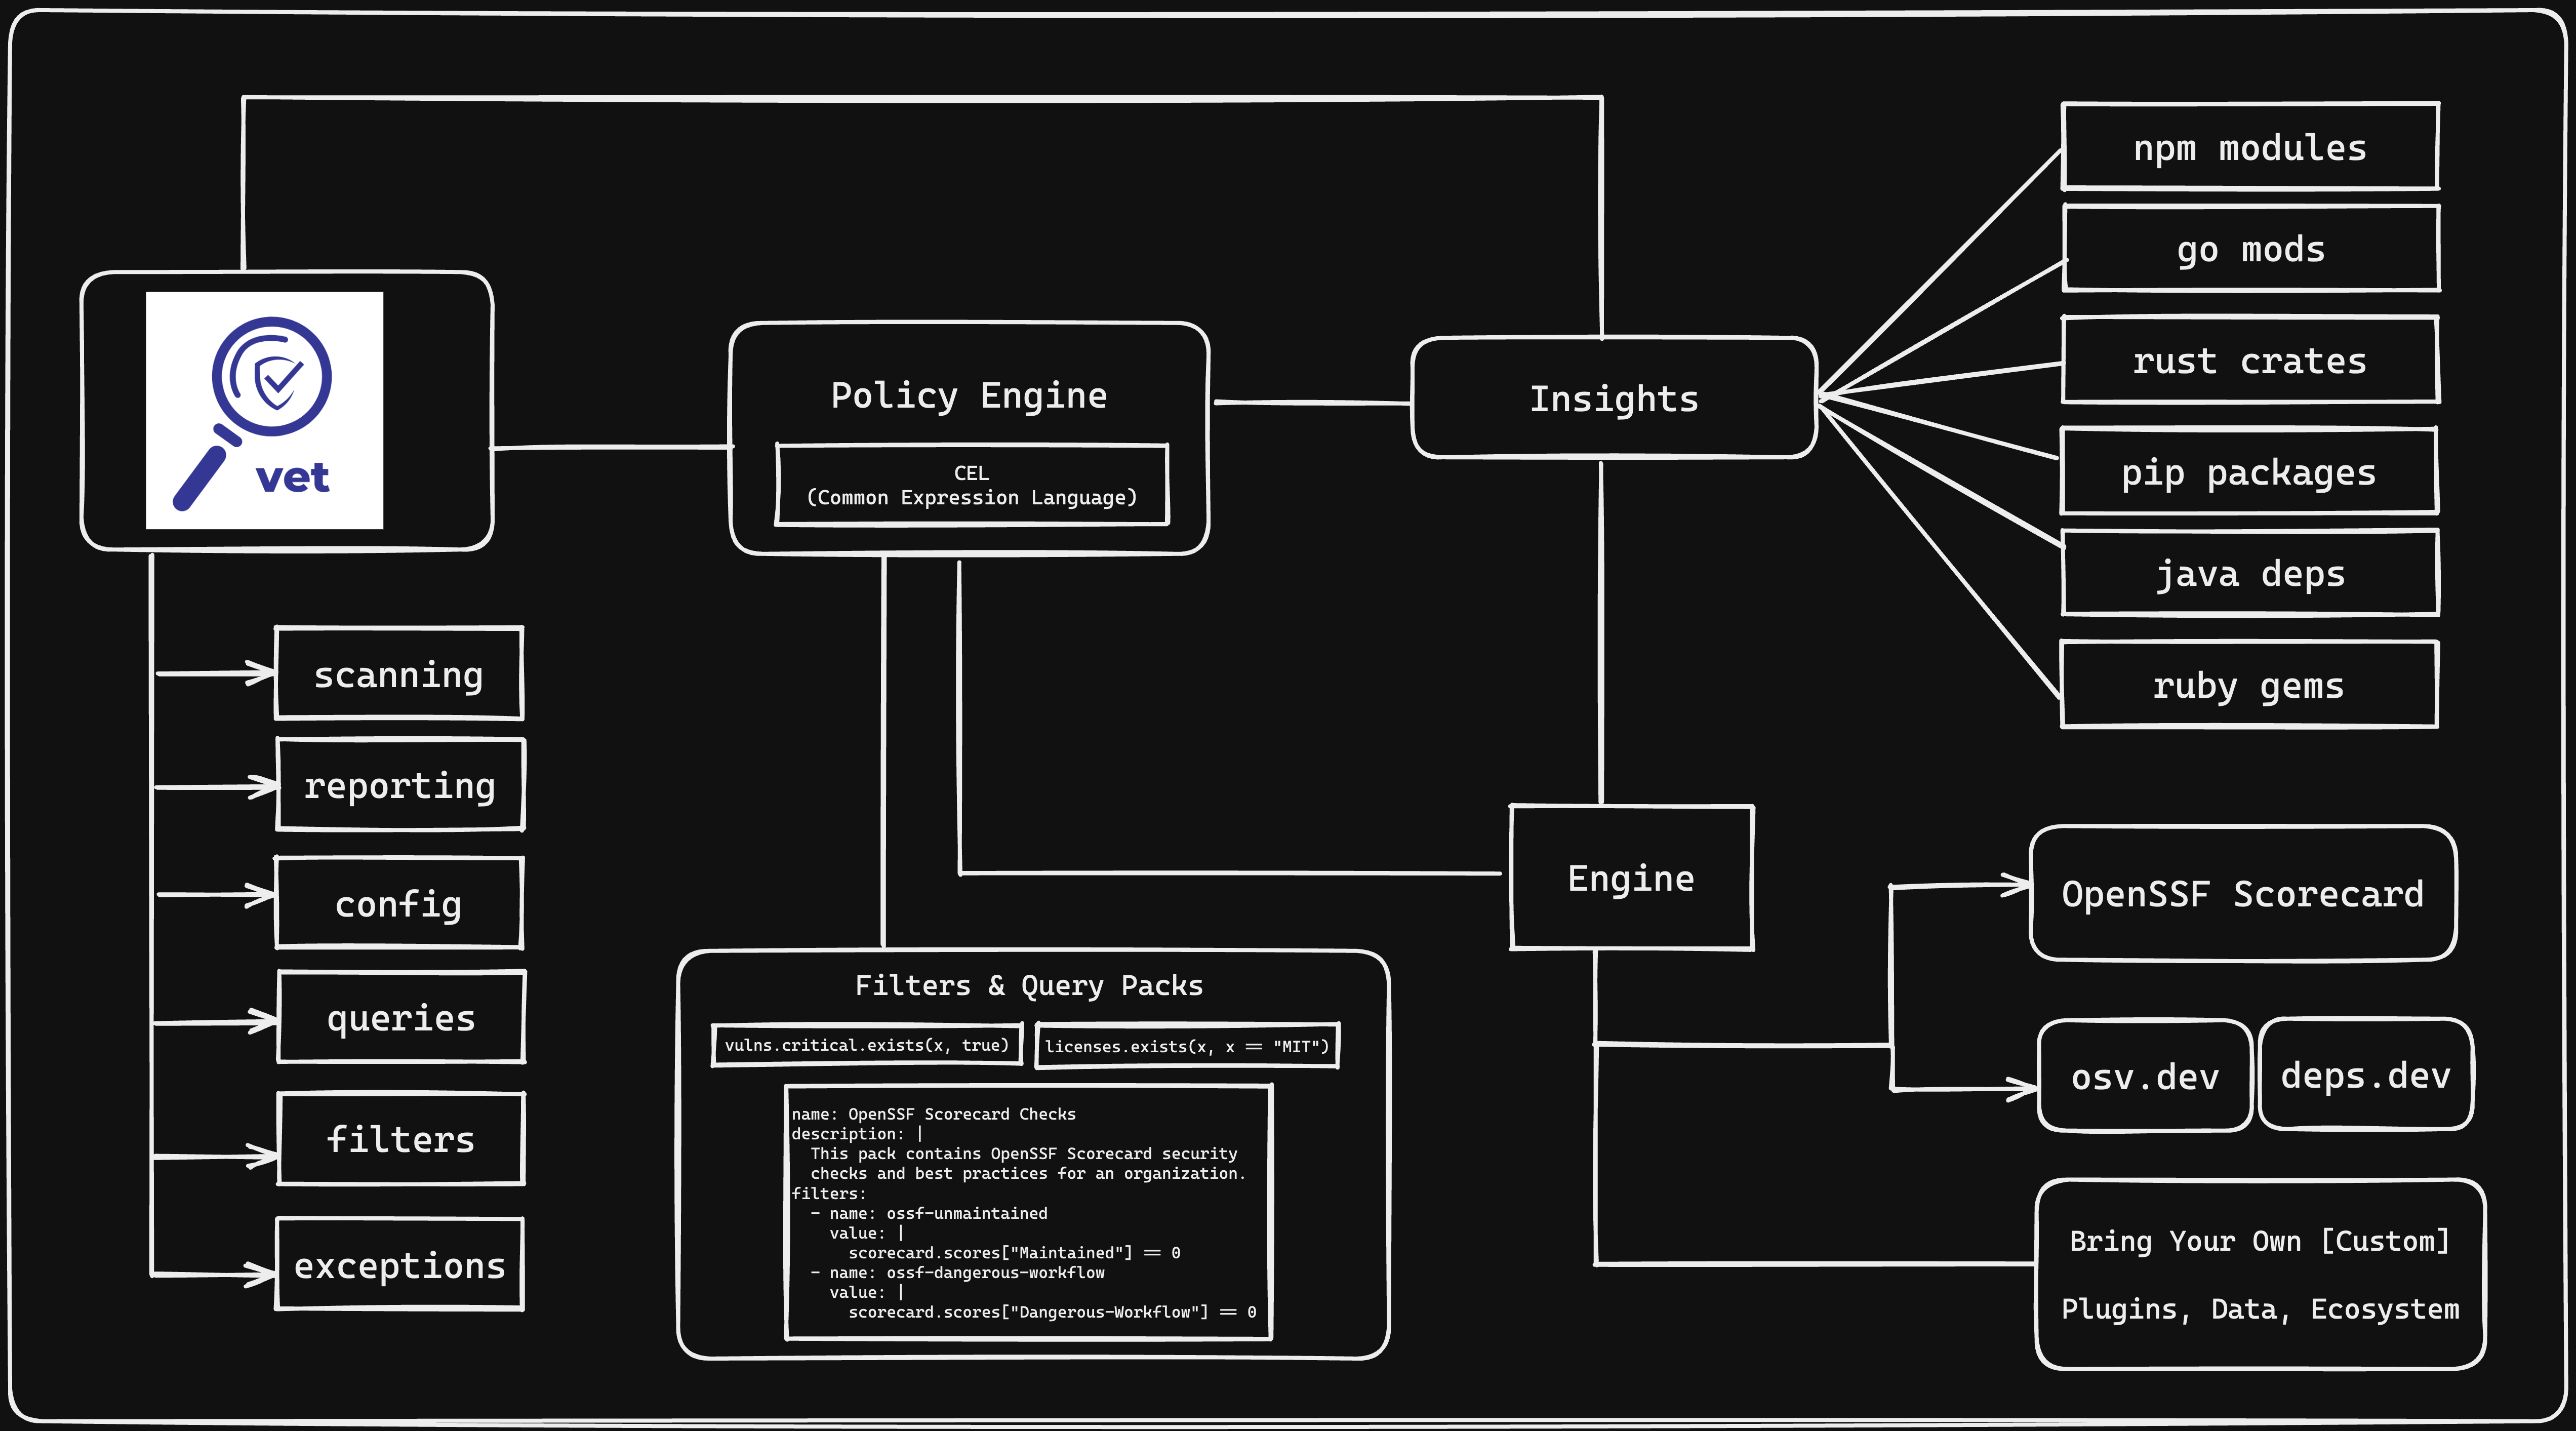 vet
scanning
reporting
config
queries
filters
exceptions
Policy Engine
CEL
(Common Expression Language)
Insights
npm modules
go mods
rust crates
pip packages
java deps
ruby gems
Engine
OpenSSF Scorecard
osv.dev
deps.dev
Bring Your Own [Custom]
Plugins, Data, Ecosystem
Filters & Query Packs
vulns.critical.exists(x, true)
licenses.exists(x, x == "MIT")
name: OpenSSF Scorecard Checks
description: |
  This pack contains OpenSSF Scorecard security
  checks and best practices for an organization.
filters:
  - name: ossf-unmaintained
    value: |
      scorecard.scores["Maintained"] == 0
  - name: ossf-dangerous-workflow
    value: |
      scorecard.scores["Dangerous-Workflow"] == 0